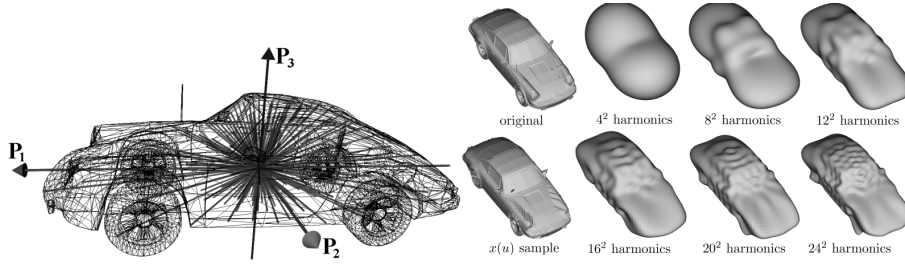 P₃
P₁
P₂
original
4² harmonics
8² harmonics
12² harmonics
x(u) sample
16² harmonics
20² harmonics
24² harmonics